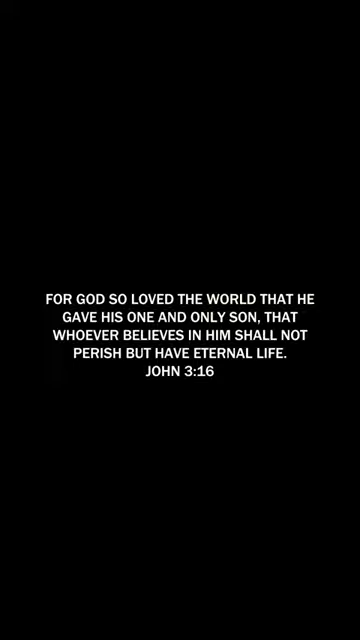 FOR GOD SO LOVED THE WORLD THAT HE
GAVE HIS ONE AND ONLY SON, THAT
WHOEVER BELIEVES IN HIM SHALL NOT
PERISH BUT HAVE ETERNAL LIFE.
JOHN 3:16